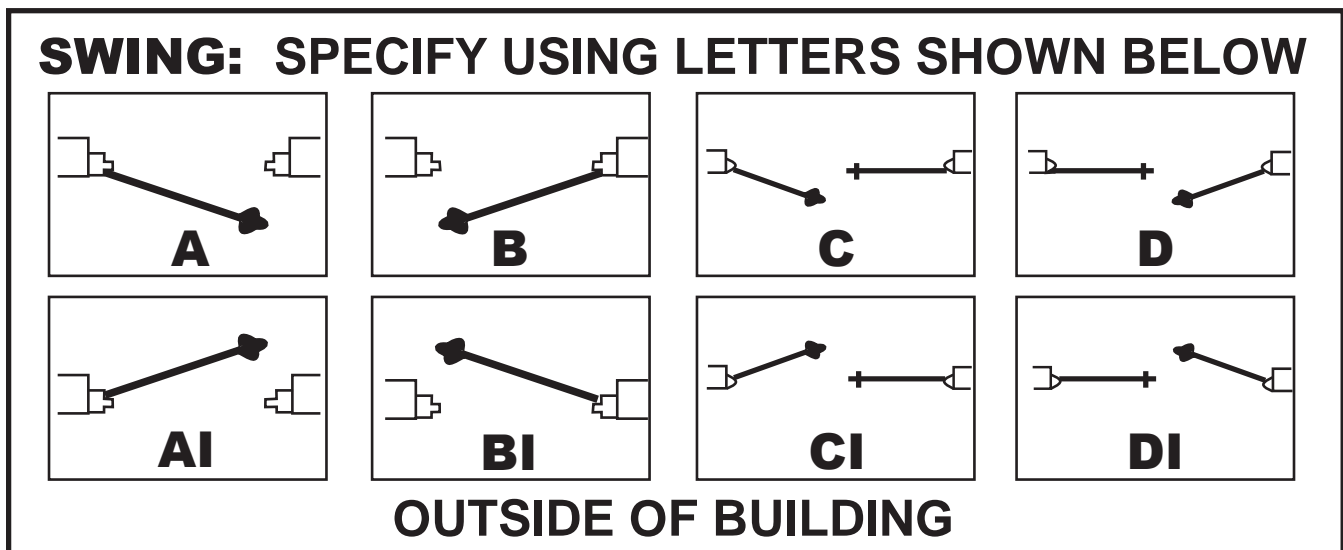 SWING: SPECIFY USING LETTERS SHOWN BELOW
A B C D
AI BI CI DI
OUTSIDE OF BUILDING